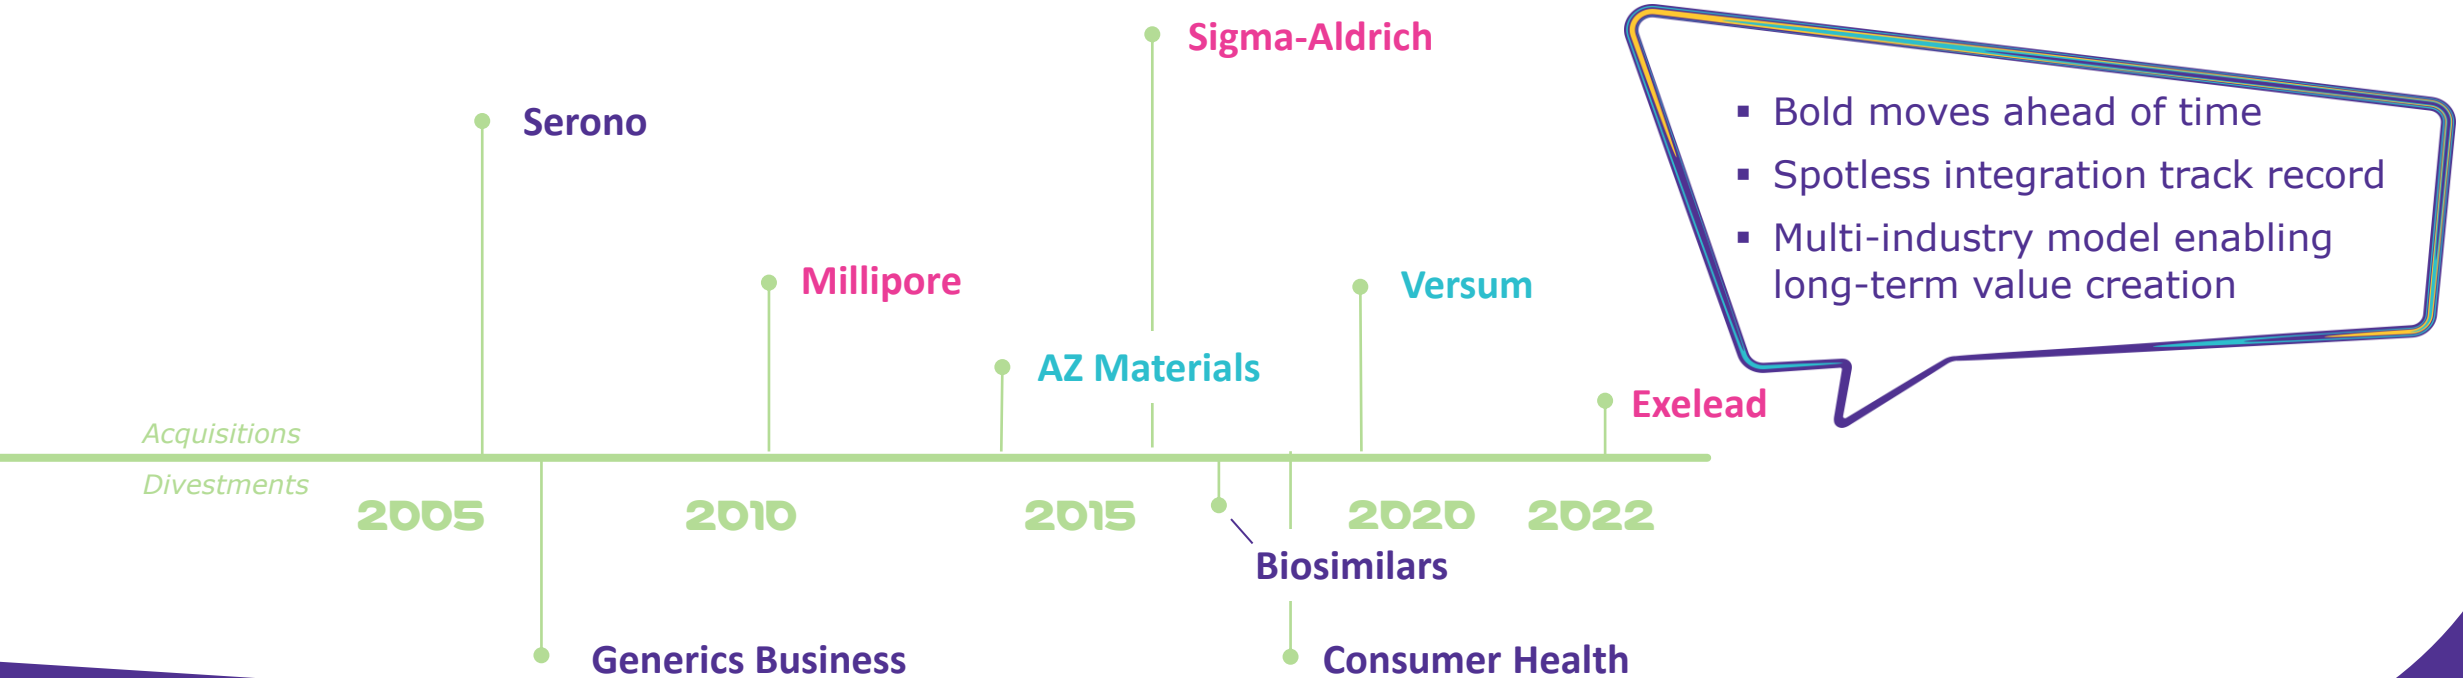 Sigma-Aldrich
Serono
Millipore
Versum
AZ Materials
Exelead
Acquisitions
Divestments
2005
2010
2015
2020
2022
Biosimilars
Generics Business
Consumer Health
▪ Bold moves ahead of time
▪ Spotless integration track record
▪ Multi-industry model enabling
long-term value creation